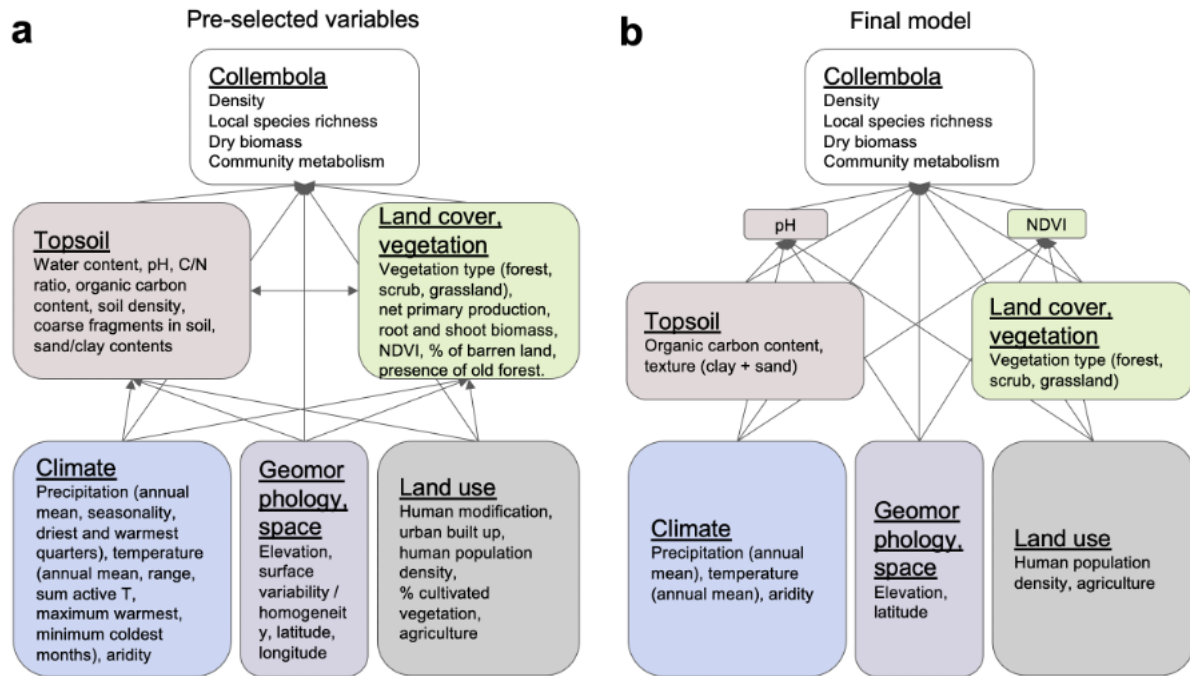 a
Pre-selected variables
Collembola
Density
Local species richness
Dry biomass
Community metabolism
Topsoil
Water content, pH, C/N
ratio, organic carbon
content, soil density,
coarse fragments in soil,
sand/clay contents
Land cover,
vegetation
Vegetation type (forest,
scrub, grassland),
net primary production,
root and shoot biomass,
NDVI, % of barren land,
presence of old forest.
Climate
Precipitation (annual
mean, seasonality,
driest and warmest
quarters), temperature
(annual mean, range,
sum active T,
maximum warmest,
minimum coldest
months), aridity
Geomor
phology,
space
Elevation,
surface
variability /
homogeneit
y, latitude,
longitude
Land use
Human modification,
urban built up,
human population
density,
% cultivated
vegetation,
agriculture
b
Final model
Collembola
Density
Local species richness
Dry biomass
Community metabolism
pH
NDVI
Topsoil
Organic carbon content,
texture (clay + sand)
Land cover,
vegetation
Vegetation type (forest,
scrub, grassland)
Climate
Precipitation (annual
mean), temperature
(annual mean), aridity
Geomor
phology,
space
Elevation,
latitude
Land use
Human population
density, agriculture